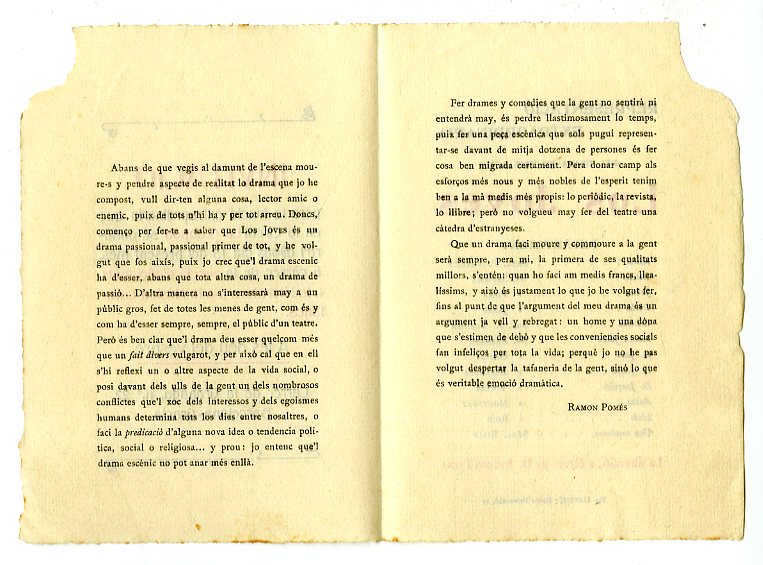 Abans de que vegis al damunt de l'escena mou-
re-s y pendre aspecte de realitat lo drama que jo he
compost, vull dir-ten alguna cosa, lector amic o
enemic, puix de tots n'hi ha y per tot arreu. Doncs,
començo per fer-te a saber que Los Joves és un
drama passional, passional primer de tot, y he vol-
gut que fos aixís, puix jo crec que'l drama escenic
ha d'esser, abans que tota altra cosa, un drama de
passió... D'altra manera no s'interessarà may a un
públic gros, fet de totes les menes de gent, com és y
com ha d'esser sempre, sempre, el públic d'un teatre.
Però és ben clar que'l drama deu esser quelcom més
que un fait divers vulgarot, y per això cal que en ell
s'hi reflexi un o altre aspecte de la vida social, o
posi davant dels ulls de la gent un dels nombrosos
conflictes que'l xoc dels interessos y dels egoismes
humans determina tots los dies entre nosaltres, o
faci la predicació d'alguna nova idea o tendencia poli-
tica, social o religiosa... y prou: jo entenc que'l
drama escènic no pot anar més enllà.
Fer drames y comedies que la gent no sentirà ni
entendrà may, és perdre llastimosament lo temps,
puix fer una peça escènica que sols pugui represen-
tar-se davant de mitja dotzena de persones és fer
cosa ben migrada certament. Pera donar camp als
esforços més nous y més nobles de l'esperit tenim
ben a la mà medis més propis: lo periòdic, la revista,
lo llibre; però no volgueu may fer del teatre una
càtedra d'estranyeses.
Que un drama faci moure y commoure a la gent
serà sempre, pera mi, la primera de ses qualitats
millors, s'entén: quan ho faci am medis francs, lleа-
lissims, y això és justament lo que jo he volgut fer,
fins al punt de que l'argument del meu drama és un
argument ja vell y rebregat: un home y una dòna
que s'estimen de debò y que les conveniencies socials
fan infeliços per tota la vida; perquè jo no he pas
volgut despertar la tafaneria de la gent, sinó lo que
és veritable emoció dramàtica.
Ramon Pomés